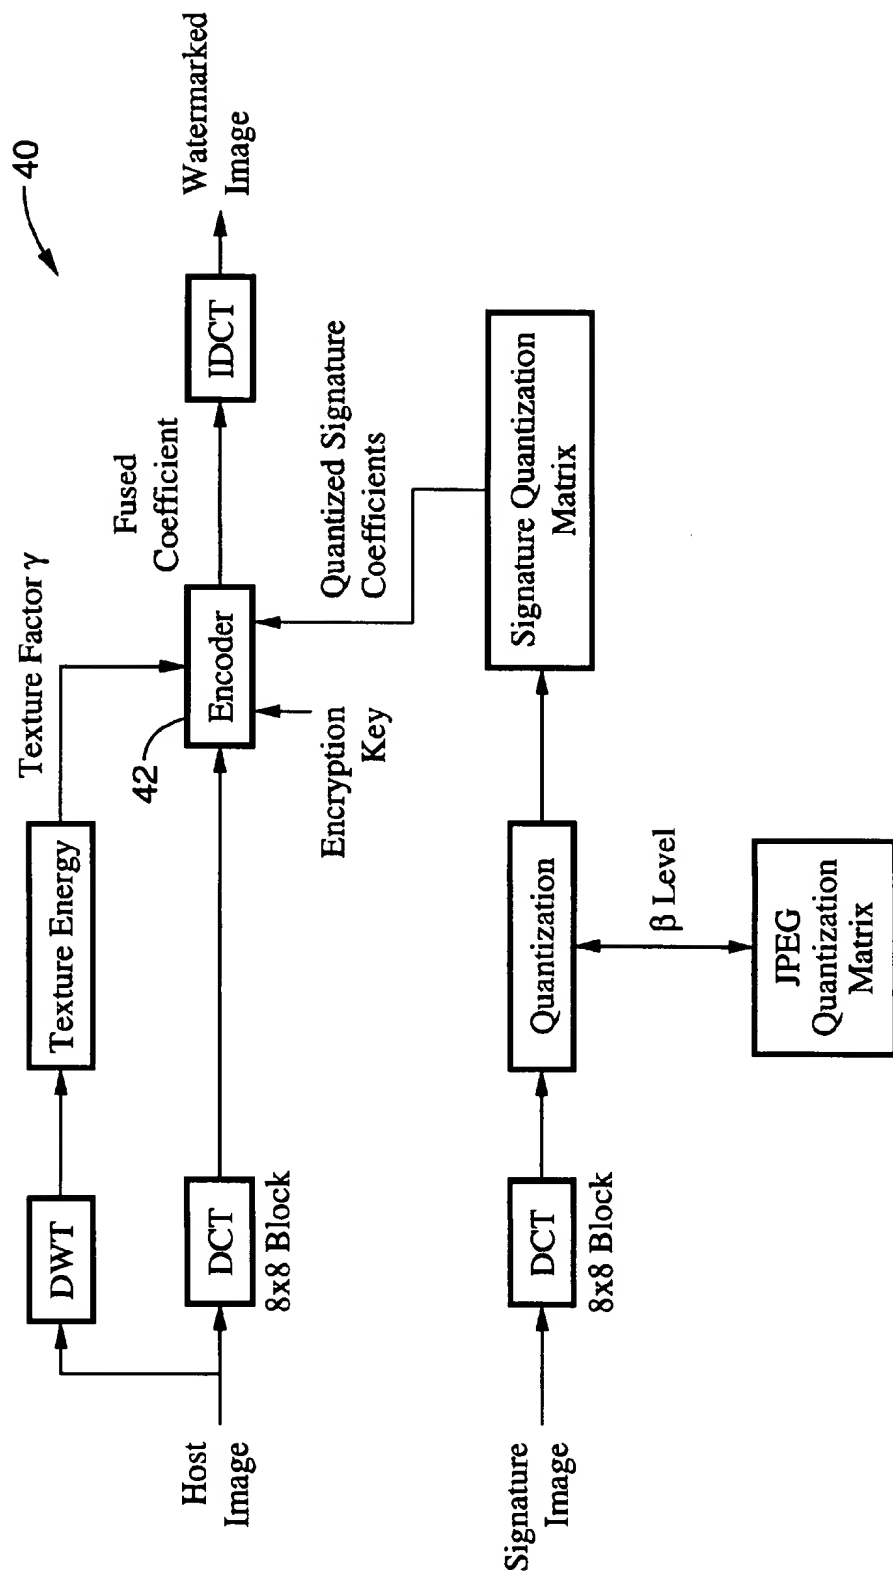 40
DWT
Texture Energy
Texture Factor γ
Host
Image
DCT
8x8 Block
42
Encoder
Encryption
Key
Fused
Coefficient
IDCT
Watermarked
Image
Quantized Signature
Coefficients
Signature
Image
DCT
8x8 Block
Quantization
Signature Quantization
Matrix
β Level
JPEG
Quantization
Matrix